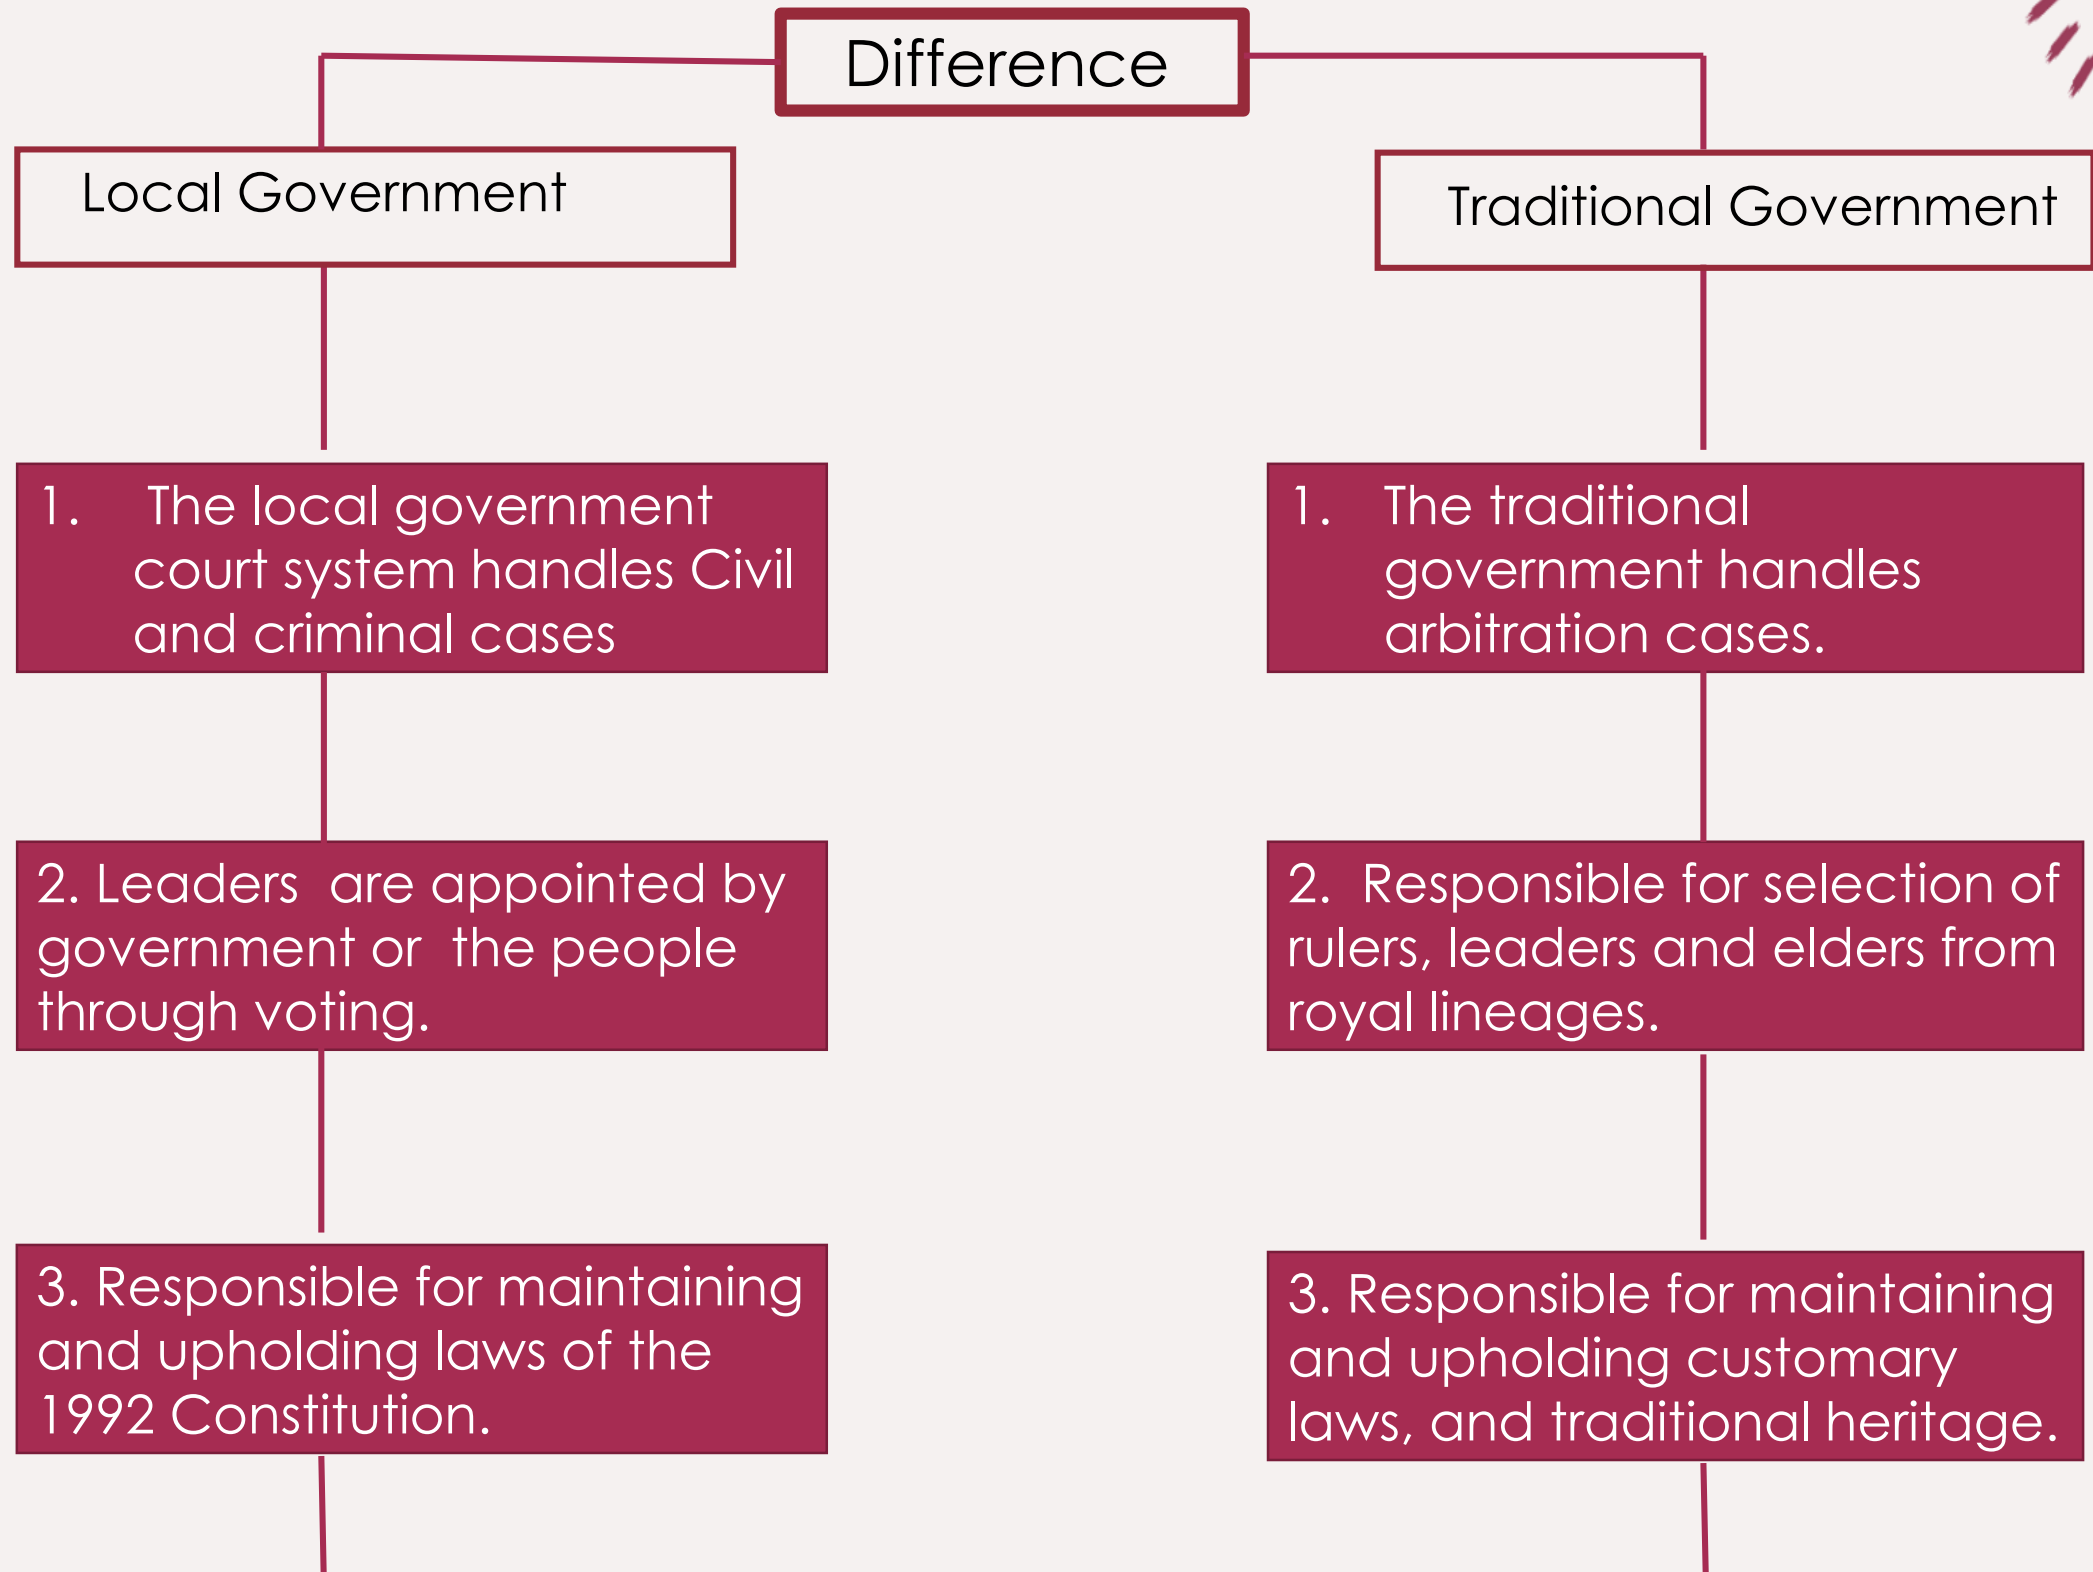 Difference
Local Government
Traditional Government
1. The local government
court system handles Civil
and criminal cases
1. The traditional
government handles
arbitration cases.
2. Leaders are appointed by
government or the people
through voting.
2. Responsible for selection of
rulers, leaders and elders from
royal lineages.
3. Responsible for maintaining
and upholding laws of the
1992 Constitution.
3. Responsible for maintaining
and upholding customary
laws, and traditional heritage.